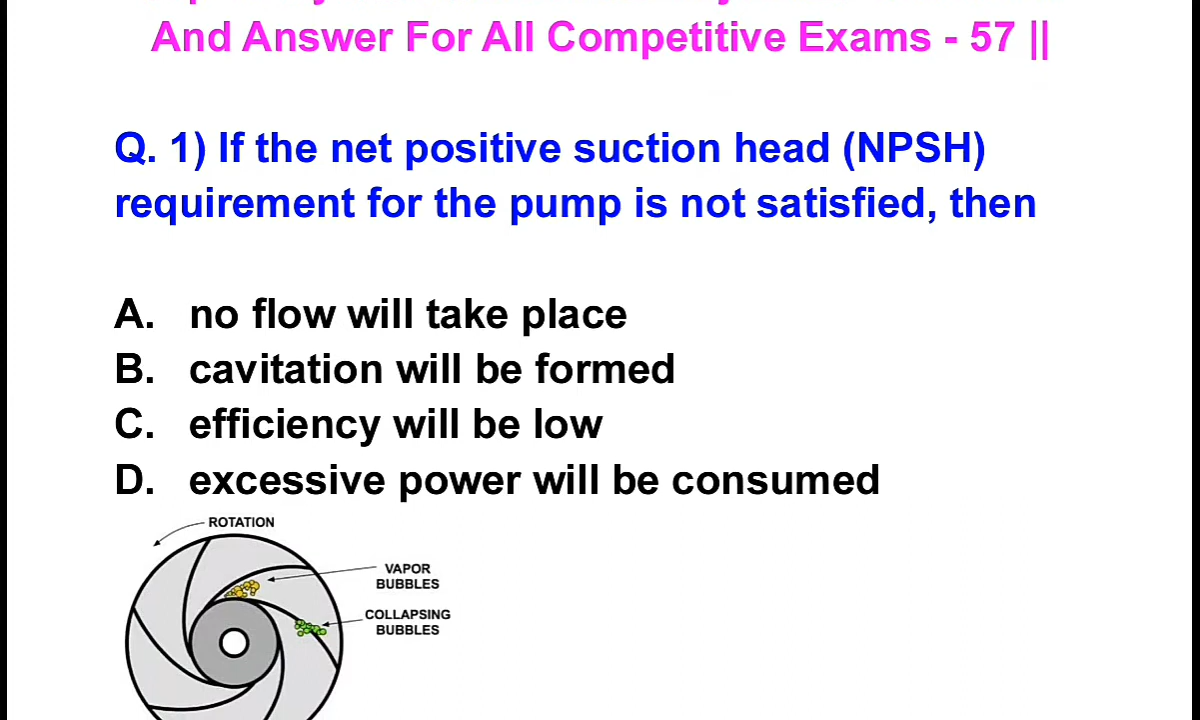 And Answer For All Competitive Exams - 57 ||
Q. 1) If the net positive suction head (NPSH)
requirement for the pump is not satisfied, then
A. no flow will take place
B. cavitation will be formed
C. efficiency will be low
D. excessive power will be consumed
ROTATION
VAPOR
BUBBLES
COLLAPSING
BUBBLES